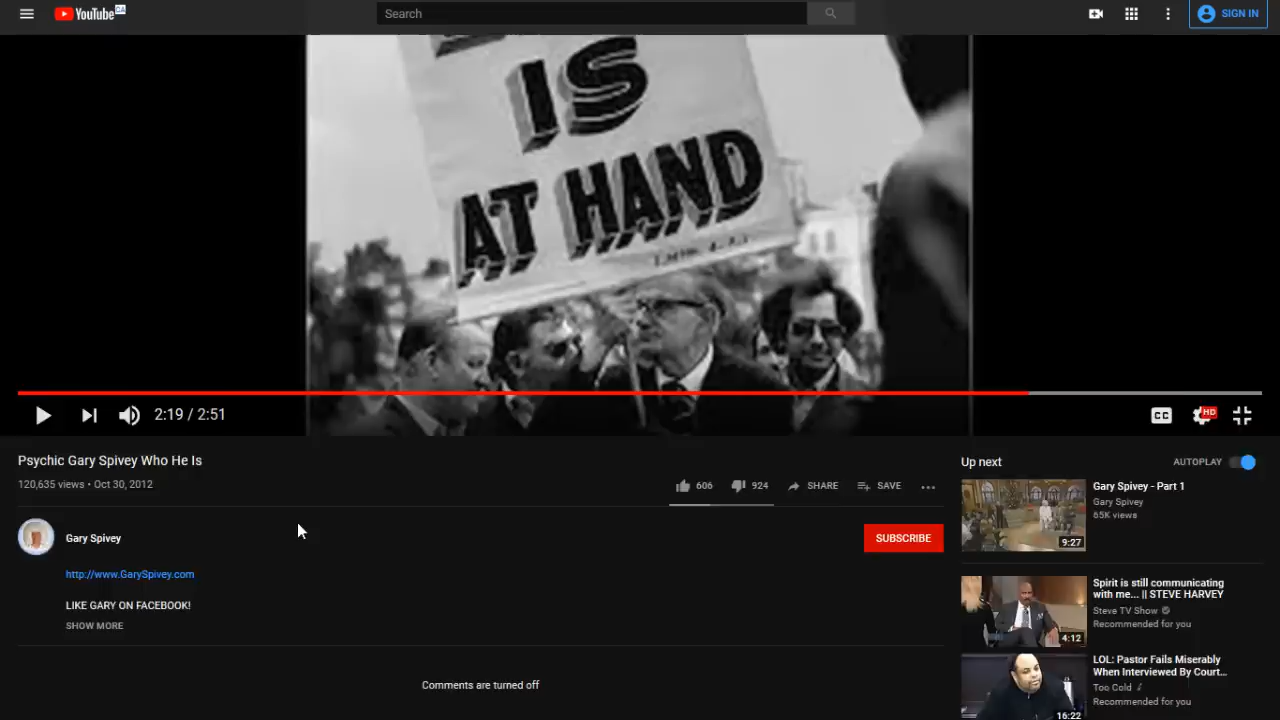 YouTube CA
Search
SIGN IN
IS
AT HAND
2:19 / 2:51
CC
HD
Psychic Gary Spivey Who He Is
120,635 views • Oct 30, 2012
606
924
SHARE
SAVE
Gary Spivey
SUBSCRIBE
http://www.GarySpivey.com
LIKE GARY ON FACEBOOK!
SHOW MORE
Comments are turned off
Up next
AUTOPLAY
Gary Spivey - Part 1
Gary Spivey
65K views
9:27
Spirit is still communicating
with me... || STEVE HARVEY
Steve TV Show
Recommended for you
4:12
LOL: Pastor Fails Miserably
When Interviewed By Court...
Too Cold
Recommended for you
16:22